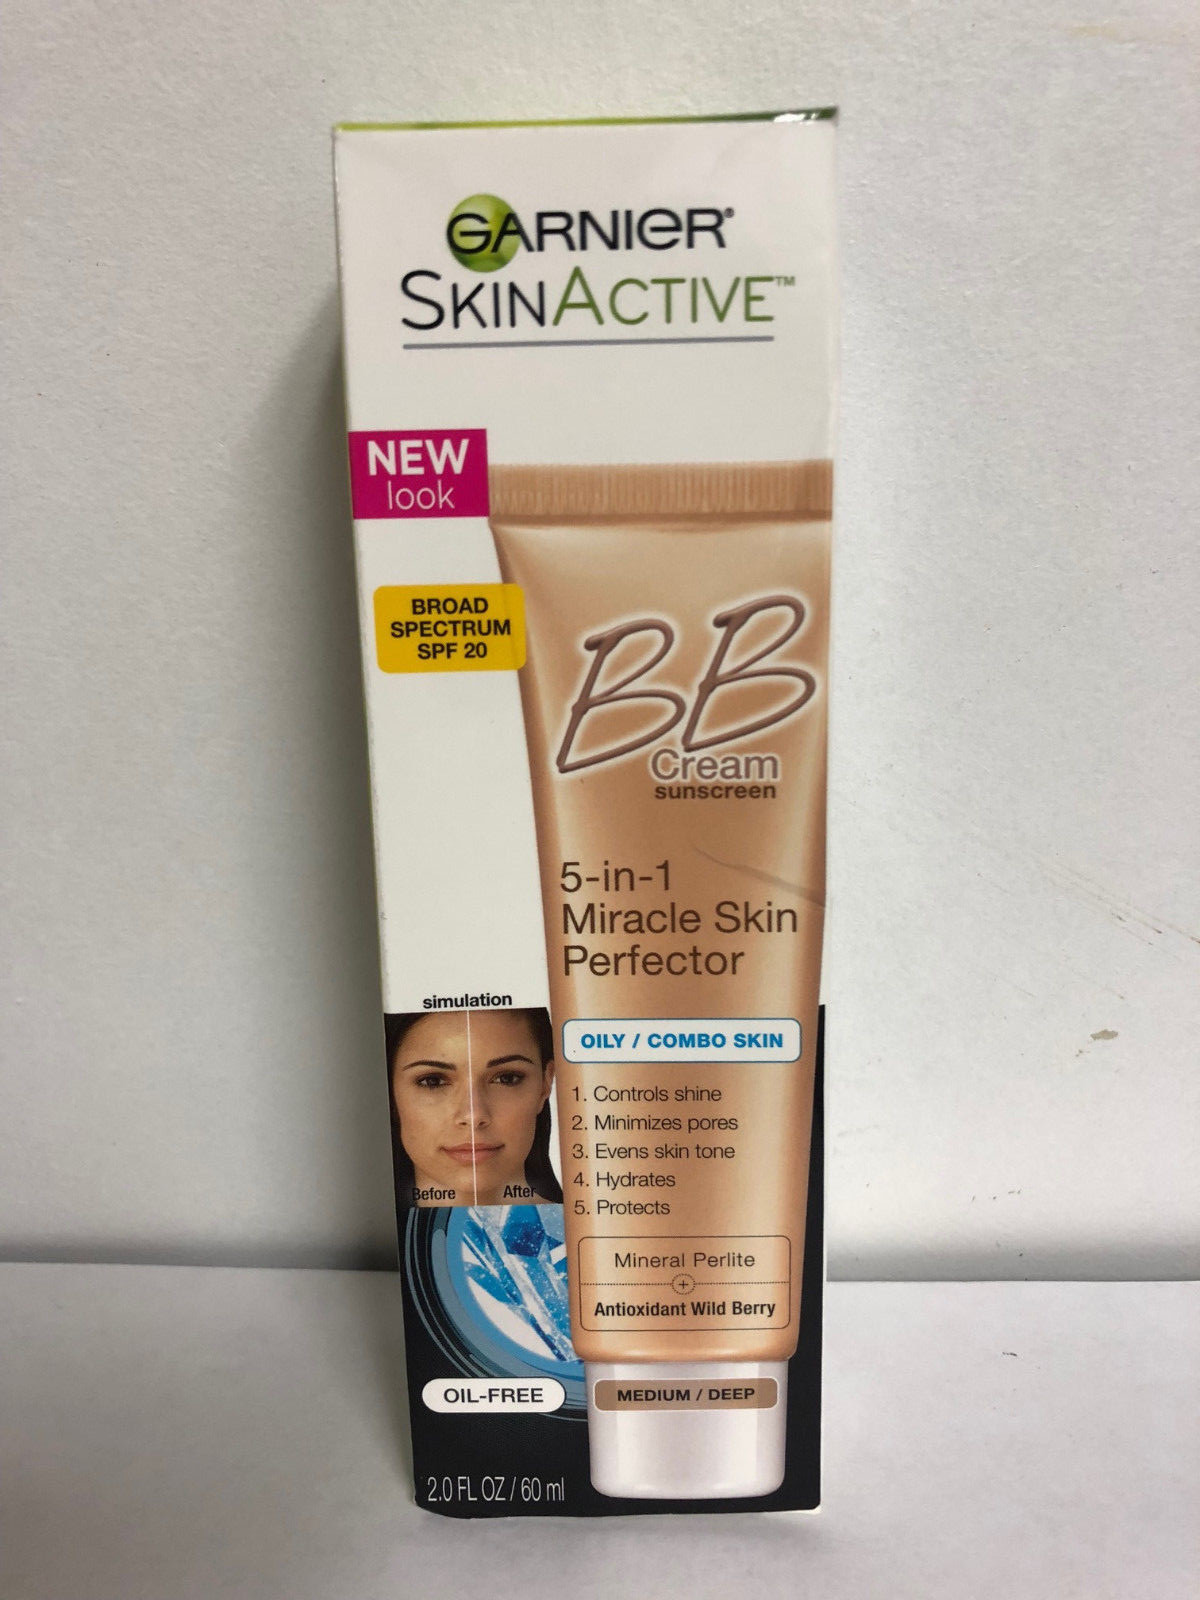 GARNIER®
SKINACTIVE™
NEW
look
BROAD
SPECTRUM
SPF 20
BB
Cream
sunscreen
5-in-1
Miracle Skin
Perfector
OILY / COMBO SKIN
1. Controls shine
2. Minimizes pores
3. Evens skin tone
4. Hydrates
5. Protects
simulation
Before After
Mineral Perlite
+
Antioxidant Wild Berry
OIL-FREE
MEDIUM / DEEP
2.0 FL OZ / 60 ml